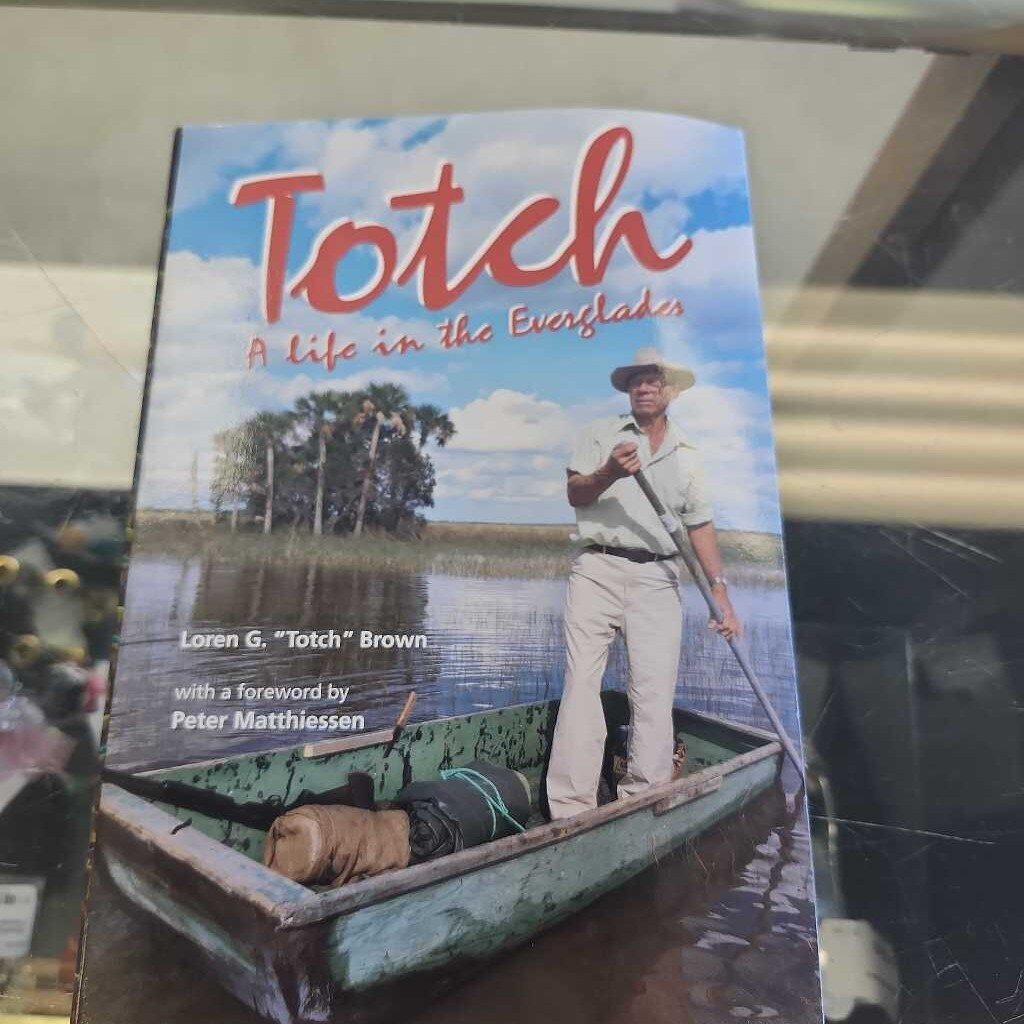 Totch
A life in the Everglades
Loren G. "Totch" Brown
with a foreword by
Peter Matthiessen